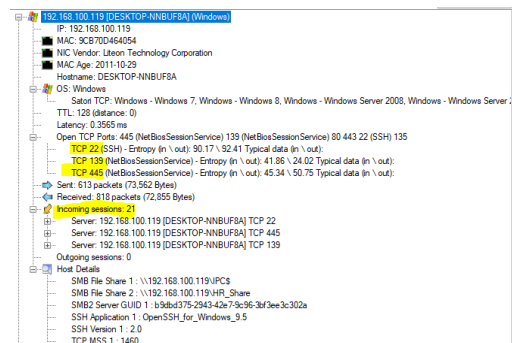 192.168.100.119 [DESKTOP-NNBUF8A] (Windows)
IP: 192.168.100.119
MAC: 9CB70D464054
NIC Vendor: Liteon Technology Corporation
MAC Age: 2011-10-29
Hostname: DESKTOP-NNBUF8A
OS: Windows
Satori TCP: Windows - Windows 7, Windows - Windows 8, Windows - Windows Server 2008, Windows - Windows Server
TTL: 128 (distance: 0)
Latency: 0.3565 ms
Open TCP Ports: 445 (NetBiosSessionService) 139 (NetBiosSessionService) 80 443 22 (SSH) 135
TCP 22 (SSH) - Entropy (in \ out): 90.17 \ 92.41 Typical data (in \ out):
TCP 139 (NetBiosSessionService) - Entropy (in \ out): 41.86 \ 24.02 Typical data (in \ out):
TCP 445 (NetBiosSessionService) - Entropy (in \ out): 45.34 \ 50.75 Typical data (in \ out):
Sent: 613 packets (73,562 Bytes)
Received: 818 packets (72,855 Bytes)
Incoming sessions: 21
Server: 192.168.100.119 [DESKTOP-NNBUF8A] TCP 22
Server: 192.168.100.119 [DESKTOP-NNBUF8A] TCP 445
Server: 192.168.100.119 [DESKTOP-NNBUF8A] TCP 139
Outgoing sessions: 0
Host Details
SMB File Share 1 : \\192.168.100.119\IPC$
SMB File Share 2 : \\192.168.100.119\HR_Share
SMB2 Server GUID 1 : b9dbd375-2943-42e7-9c96-3bf3ee3c302a
SSH Application 1 : OpenSSH_for_Windows_9.5
SSH Version 1 : 2.0
TCP MSS 1 : 1460